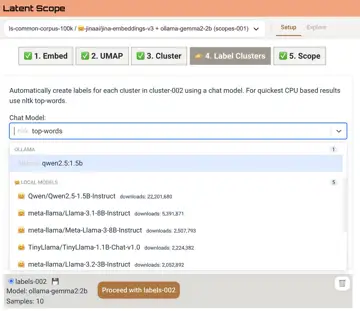 Latent Scope
ls-common-corpus-100k / 🤗 jinaai/jina-embeddings-v3 + ollama-gemma2-2b (scopes-001)
Setup
Explore
✅ 1. Embed
✅ 2. UMAP
✅ 3. Cluster
4. Label Clusters
✅ 5. Scope
Automatically create labels for each cluster in cluster-002 using a chat model. For quickest CPU based results
use nltk top-words.
Chat Model:
top-words
OLLAMA 1
qwen2.5:1.5b
🤗 LOCAL MODELS 5
🤗 Qwen/Qwen2.5-1.5B-Instruct downloads: 22,201,680
🤗 meta-llama/Llama-3.1-8B-Instruct downloads: 5,391,871
🤗 meta-llama/Meta-Llama-3-8B-Instruct downloads: 2,507,793
🤗 TinyLlama/TinyLlama-1.1B-Chat-v1.0 downloads: 2,224,382
🤗 meta-llama/Llama-3.2-3B-Instruct downloads: 2,052,892
labels-002 💾
Model: ollama-gemma2:2b
Samples: 10
Proceed with labels-002